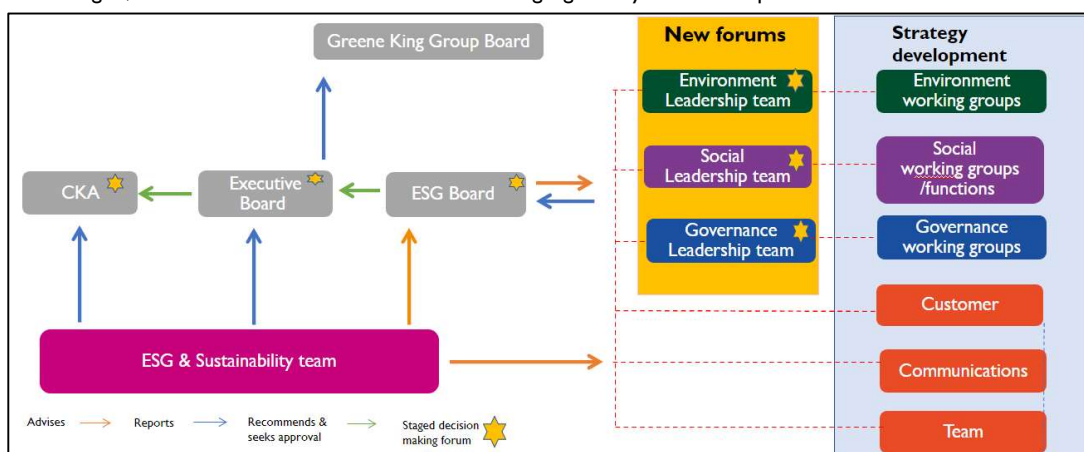 Greene King Group Board
New forums
Strategy
development
Environment
Leadership team
Environment
working groups
CKA
Executive
Board
ESG Board
Social
Leadership team
Social
working groups
/functions
Governance
Leadership team
Governance
working groups
Customer
ESG & Sustainability team
Communications
Team
Advises
Reports
Recommends &
seeks approval
Staged decision
making forum